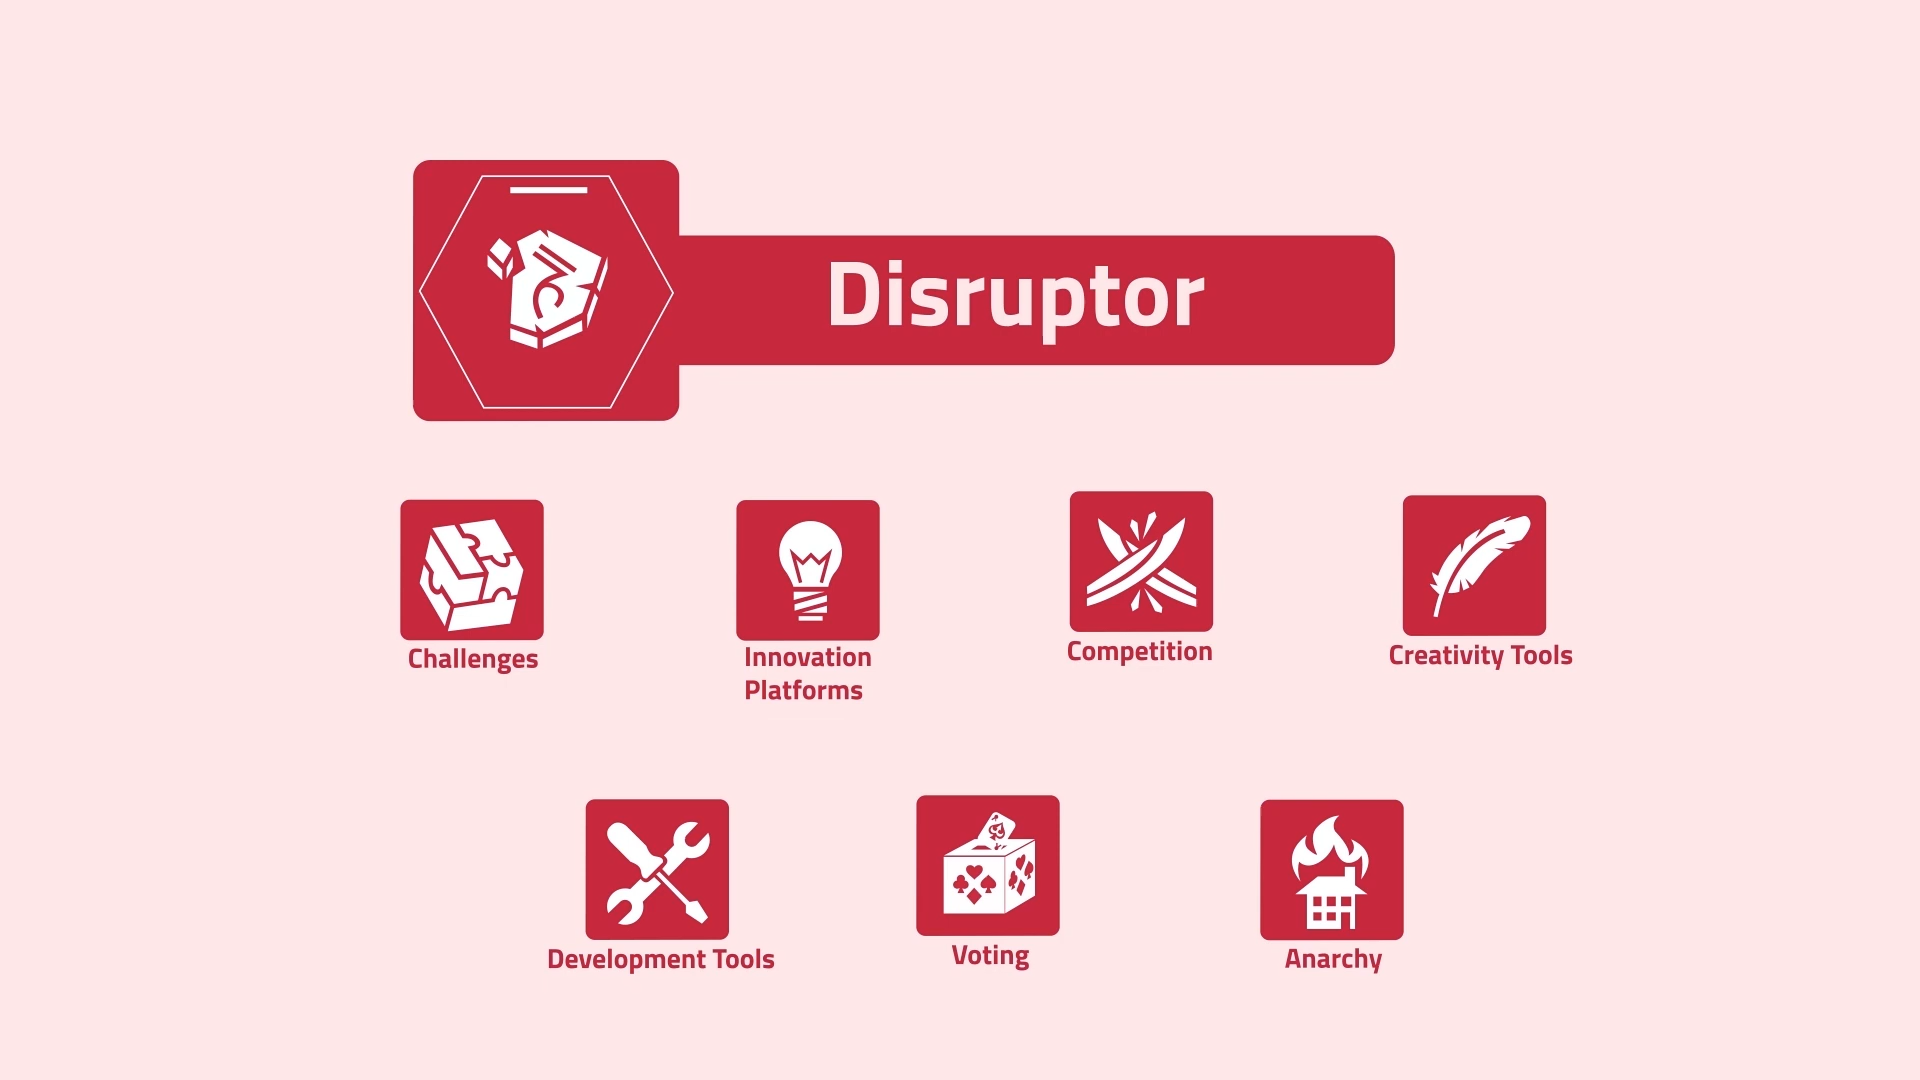 Disruptor
Challenges
Innovation
Platforms
Competition
Creativity Tools
Development Tools
Voting
Anarchy